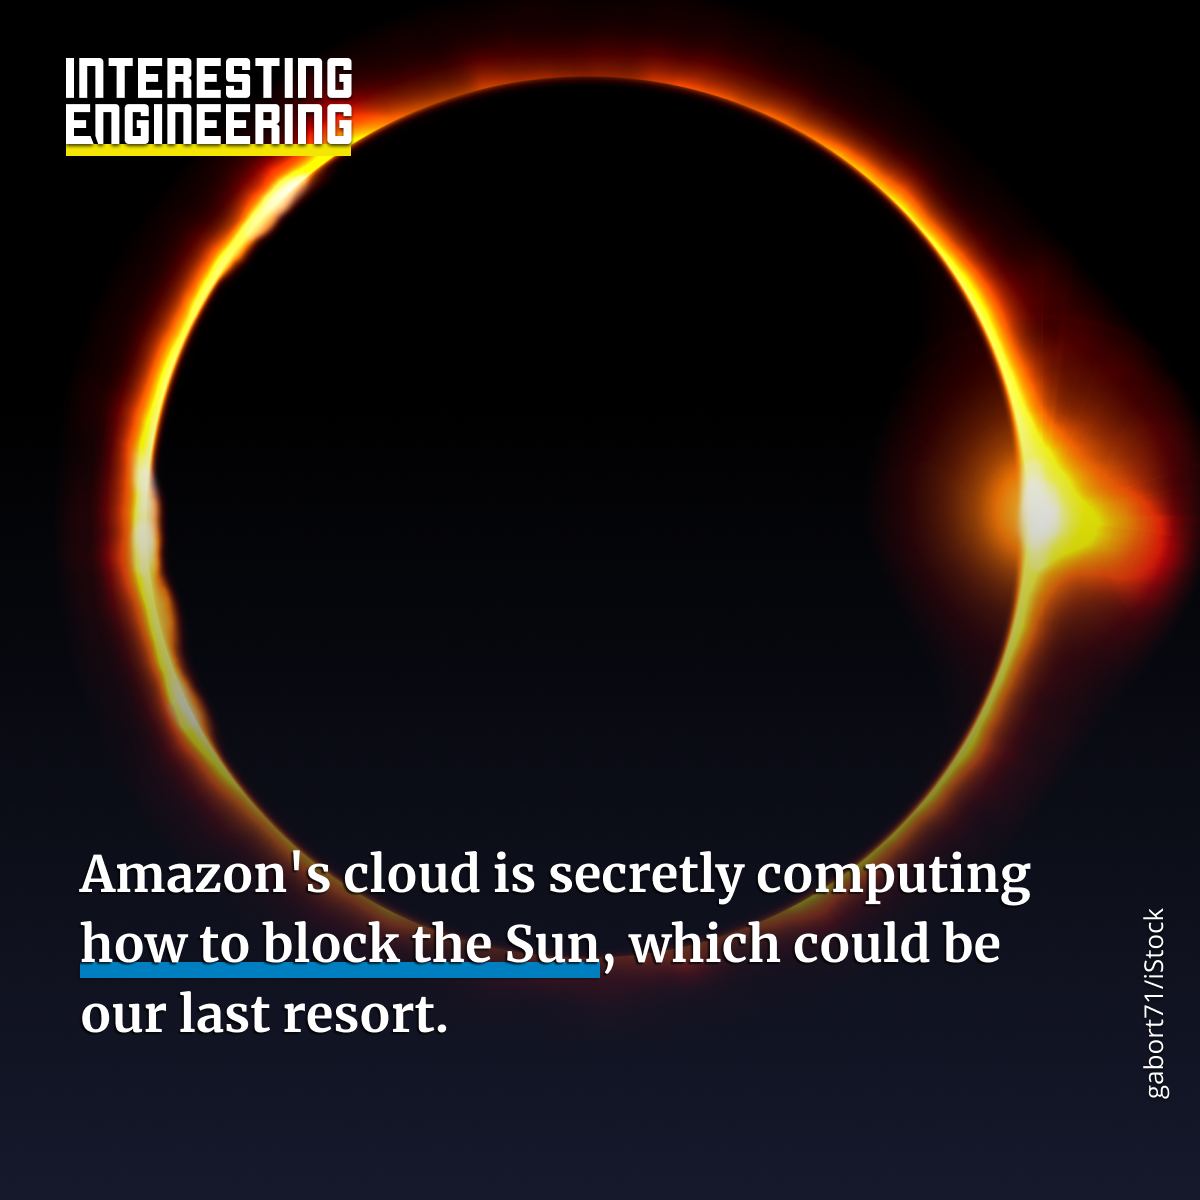 INTERESTING
ENGINEERING
Amazon's cloud is secretly computing
how to block the Sun, which could be
our last resort.
gabort71/iStock